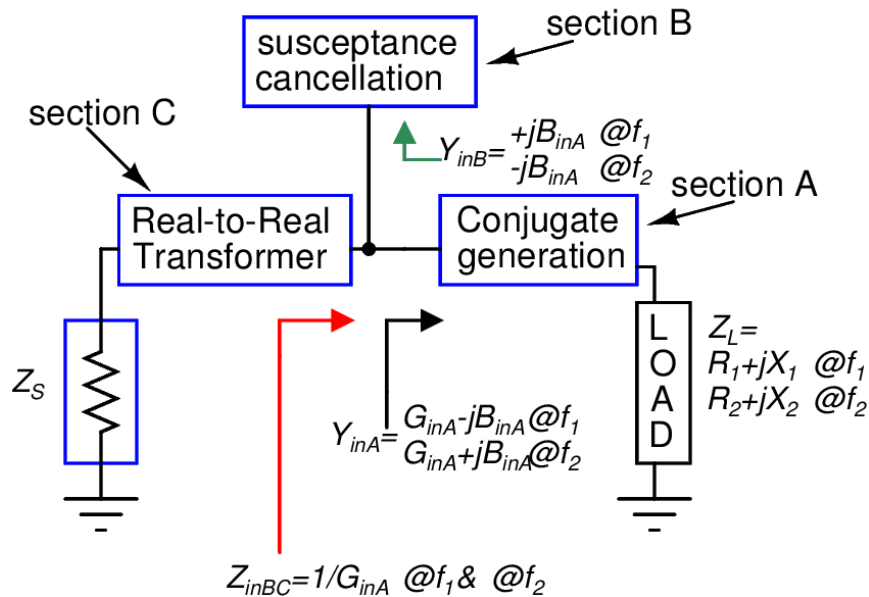 susceptance
cancellation
section B
section C
Y_inB= +jB_inA @f_1
-jB_inA @f_2
section A
Real-to-Real
Transformer
Conjugate
generation
Z_S
LOAD
Z_L=
R_1+jX_1 @f_1
R_2+jX_2 @f_2
Y_inA= G_inA-jB_inA @f_1
G_inA+jB_inA @f_2
Z_inBC=1/G_inA @f_1 & @f_2